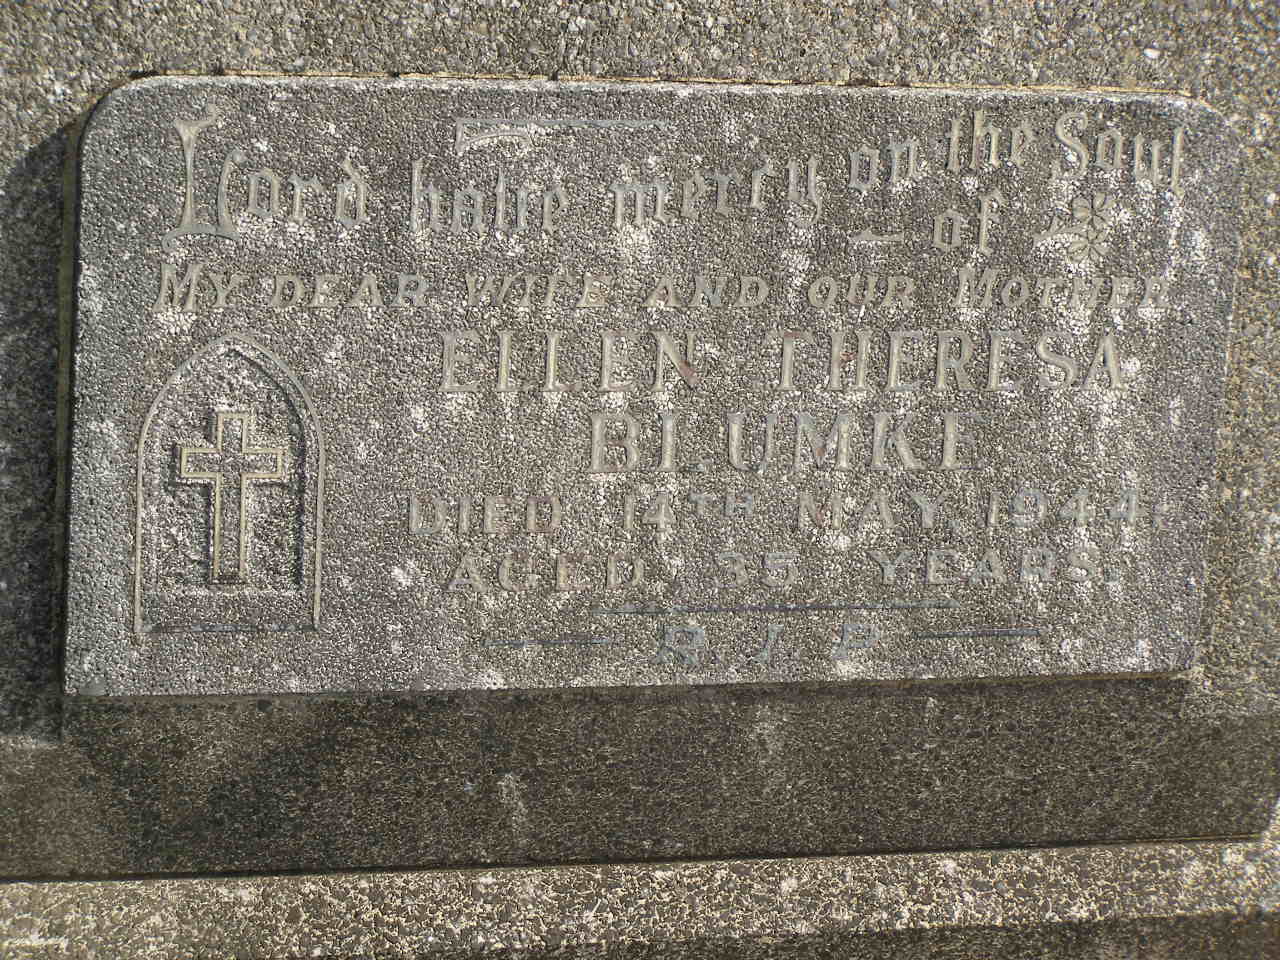 Lord have mercy on the Soul
of
MY DEAR WIFE AND OUR MOTHER
ELLEN THERESA
BLUMKE
DIED 14TH MAY, 1944,
AGED 35 YEARS.
R.I.P